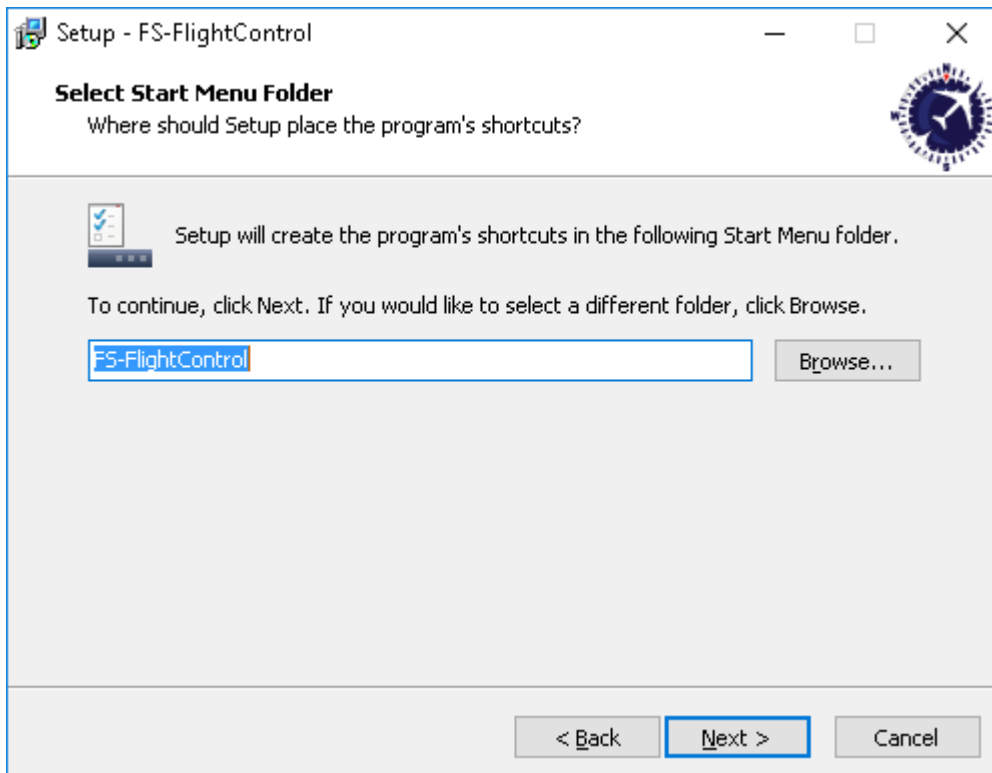 Setup - FS-FlightControl
Select Start Menu Folder
Where should Setup place the program's shortcuts?
Setup will create the program's shortcuts in the following Start Menu folder.
To continue, click Next. If you would like to select a different folder, click Browse.
FS-FlightControl
Browse...
< Back
Next >
Cancel